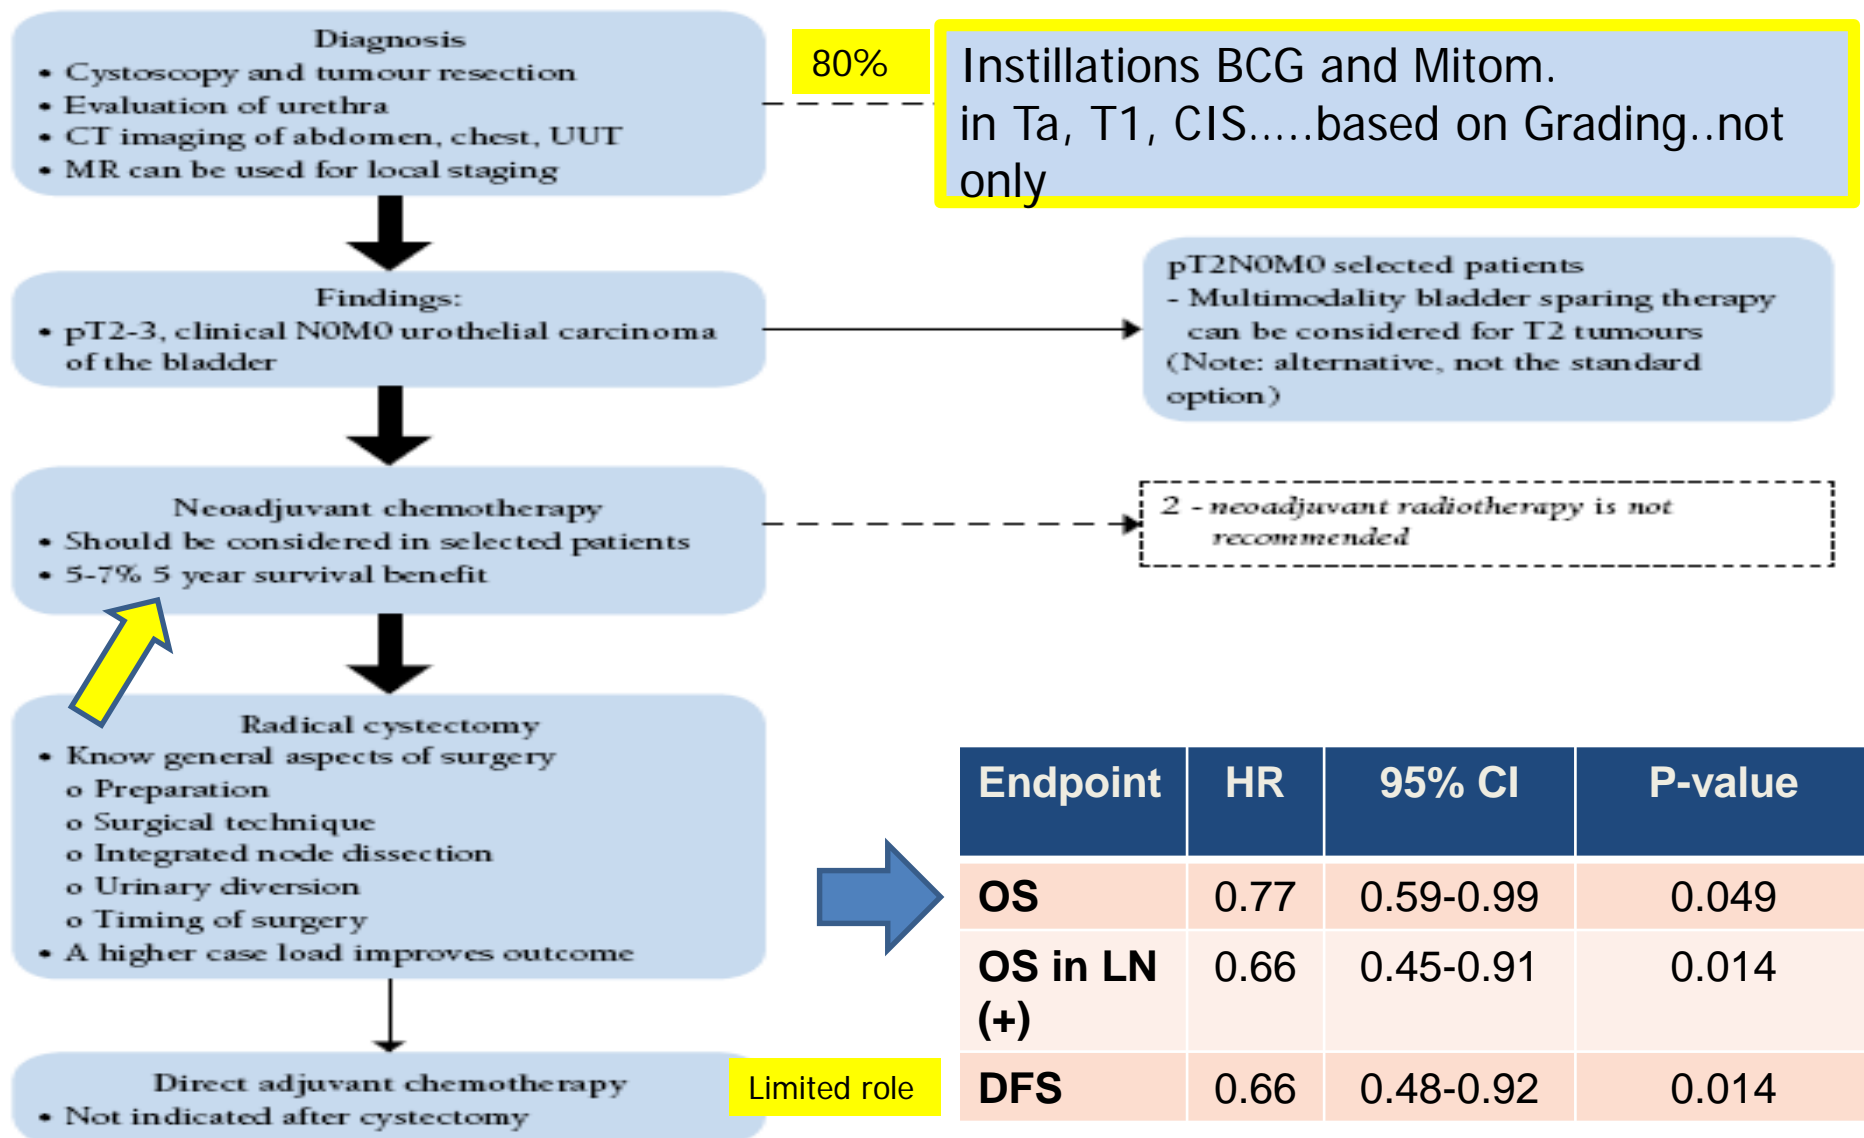 Diagnosis
• Cystoscopy and tumour resection
• Evaluation of urethra
• CT imaging of abdomen, chest, UUT
• MR can be used for local staging
80%
Instillations BCG and Mitom.
in Ta, T1, CIS.....based on Grading..not
only
Findings:
• pT2-3, clinical N0M0 urothelial carcinoma
of the bladder
pT2N0M0 selected patients
- Multimodality bladder sparing therapy
can be considered for T2 tumours
(Note: alternative, not the standard
option)
Neoadjuvant chemotherapy
• Should be considered in selected patients
• 5-7% 5 year survival benefit
2 - neoadjuvant radiotherapy is not
recommended
Radical cystectomy
• Know general aspects of surgery
o Preparation
o Surgical technique
o Integrated node dissection
o Urinary diversion
o Timing of surgery
• A higher case load improves outcome
Direct adjuvant chemotherapy
• Not indicated after cystectomy
Limited role
Endpoint HR 95% CI P-value
OS 0.77 0.59-0.99 0.049
OS in LN 0.66 0.45-0.91 0.014
(+)
DFS 0.66 0.48-0.92 0.014